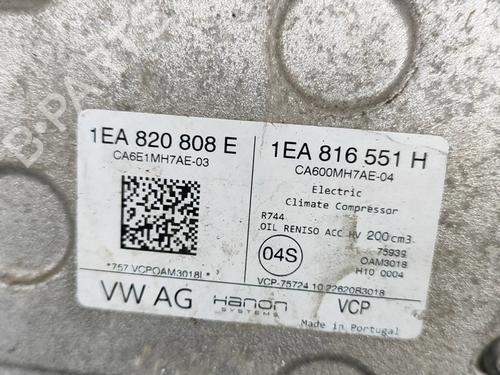 1EA 820 808 E
CA6E1MH7AE-03
*757 VCPOAM3018I*
VW AG
Hanon
SYSTEMS
1EA 816 551 H
CA600MH7AE-04
Electric
Climate Compressor
R744
OIL RENISO ACC HV 200cm3
04S
75939
OAM3018
H10 0004
VCP-75724 10.22620R3018
VCP
Made in Portugal
B-Parts